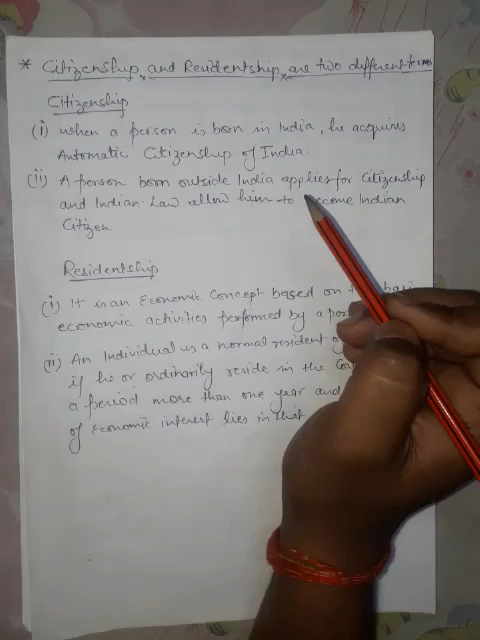 * Citizenship and Residentship are two different terms
Citizenship
(i) When a person is born in India, he acquires
Automatic Citizenship of India.
(ii) A person born outside India applies for Citizenship
and Indian Law allow him to become Indian
Citizen
Residentship
(i) It is an Economic Concept based on the basic
economic activities performed by a
(ii) An Individual is a normal resident of
if he or ordinarily reside in the
a period more than one year and
of Economic interest lies in that